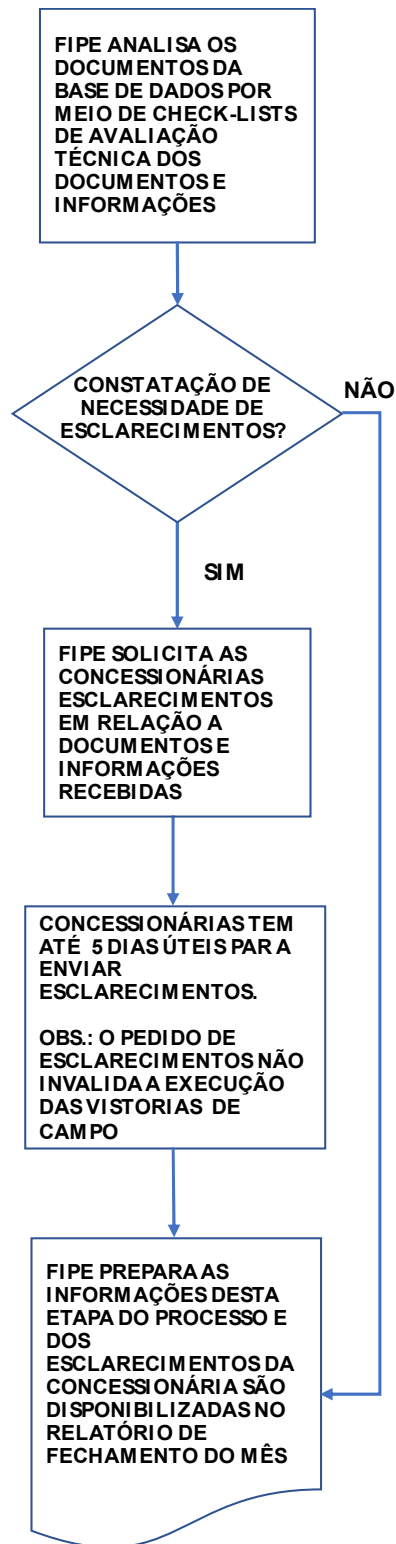 FIPE ANALISA OS
DOCUMENTOS DA
BASE DE DADOS POR
MEIO DE CHECK-LISTS
DE AVALIAÇÃO
TÉCNICA DOS
DOCUMENTOS E
INFORMAÇÕES
CONSTATAÇÃO DE
NECESSIDADE DE
ESCLARECIMENTOS?
NÃO
SIM
FIPE SOLICITA AS
CONCESSIONÁRIAS
ESCLARECIMENTOS
EM RELAÇÃO A
DOCUMENTOS E
INFORMAÇÕES
RECEBIDAS
CONCESSIONÁRIAS TEM
ATÉ 5 DIAS ÚTEIS PARA
ENVIAR
ESCLARECIMENTOS.
OBS.: O PEDIDO DE
ESCLARECIMENTOS NÃO
INVALIDA A EXECUÇÃO
DAS VISTORIAS DE
CAMPO
FIPE PREPARA AS
INFORMAÇÕES DESTA
ETAPA DO PROCESSO E
DOS
ESCLARECIMENTOS DA
CONCESSIONÁRIA SÃO
DISPONIBILIZADAS NO
RELATÓRIO DE
FECHAMENTO DO MÊS